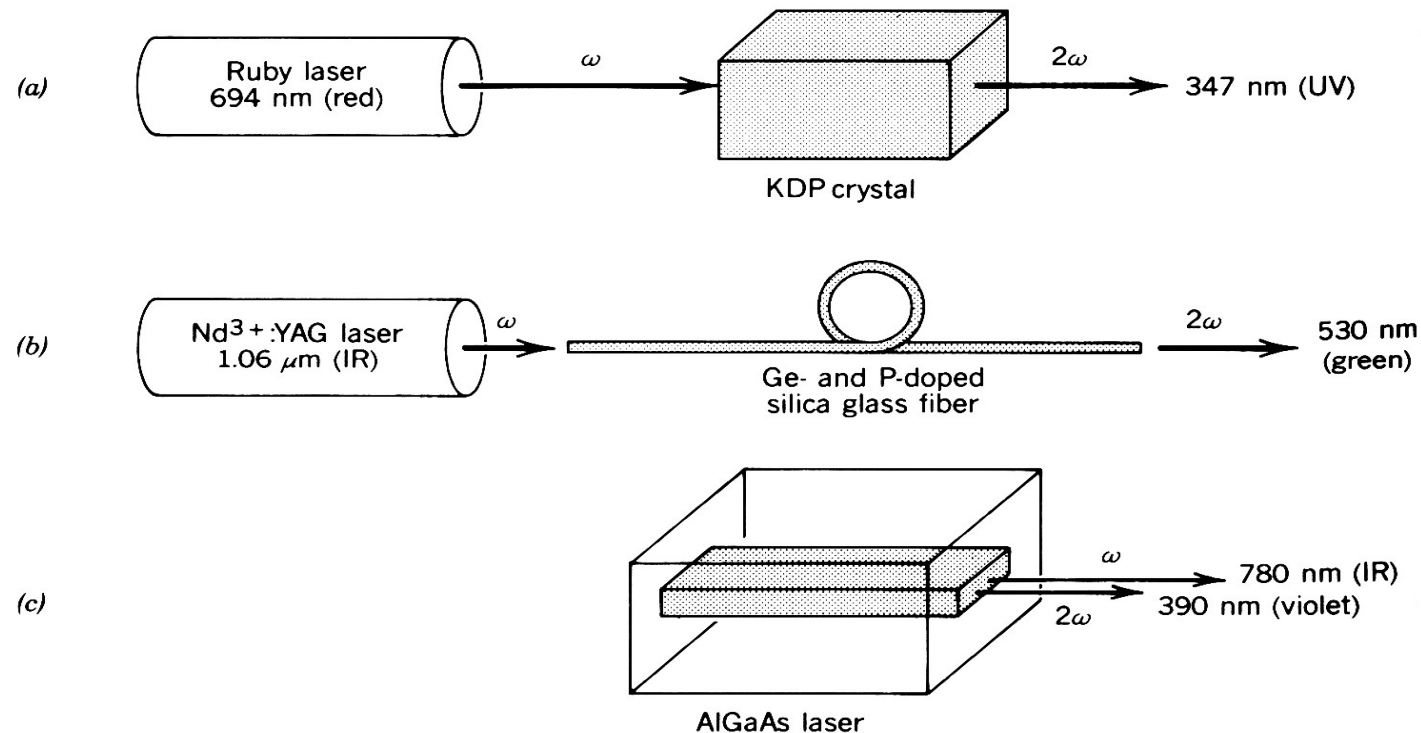 (a)
Ruby laser
694 nm (red)
ω
2ω
347 nm (UV)
KDP crystal
(b)
Nd3+:YAG laser
1.06 μm (IR)
ω
2ω
530 nm
(green)
Ge- and P-doped
silica glass fiber
(c)
ω
780 nm (IR)
390 nm (violet)
2ω
AlGaAs laser